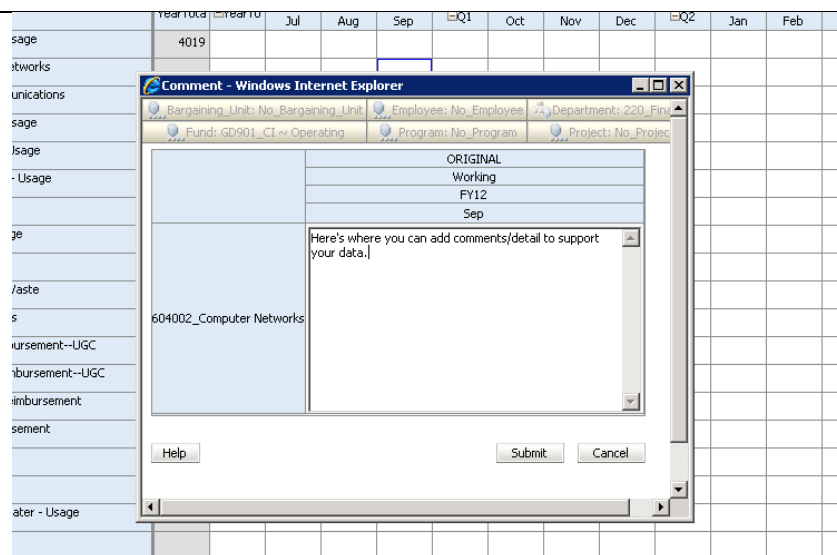 YearTota YearTo Jul Aug Sep Q1 Oct Nov Dec Q2 Jan Feb
sage 4019
etworks
unications
sage
Usage
- Usage
ge
Waste
s
ursement--UGC
nbursement--UGC
eimbursement
sement
ater - Usage
Comment - Windows Internet Explorer
Bargaining_Unit: No_Bargaining_Unit Employee: No_Employee Department: 220_Fina
Fund: GD901_CI ~ Operating Program: No_Program Project: No_Projec
ORIGINAL
Working
FY12
Sep
604002_Computer Networks
Here's where you can add comments/detail to support
your data.
Help Submit Cancel